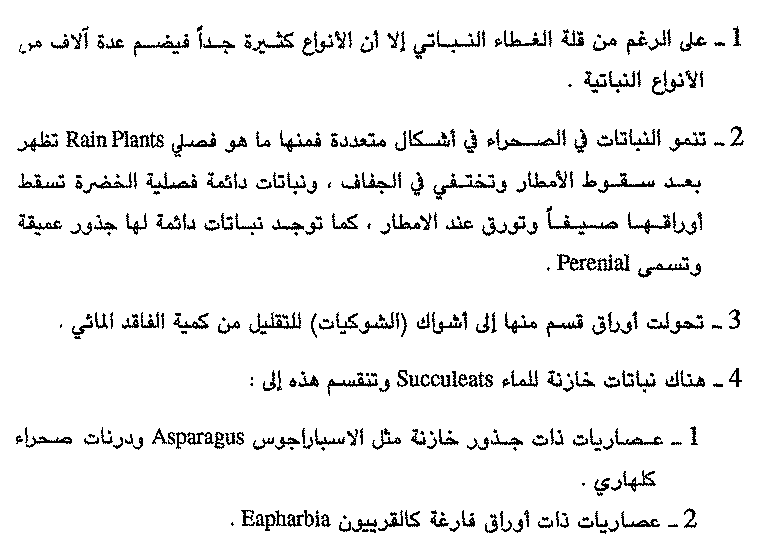 1 ـ على الرغم من قلة الغطاء النباتي إلا أن الأنواع كثيرة جداً فيضم عدة آلاف من
الأنواع النباتية .
2 ـ تنمو النباتات في الصحراء في أشكال متعددة فمنها ما هو فصلي Rain Plants تظهر
بعد سقوط الأمطار وتختفي في الجفاف ، ونباتات دائمة فصلية الخضرة تسقط
أوراقها صيفاً وتورق عند الامطار ، كما توجد نباتات دائمة لها جذور عميقة
وتسمى Perenial .
3 ـ تحولت أوراق قسم منها إلى أشواك (الشوكيات) للتقليل من كمية الفاقد المائي .
4 ـ هناك نباتات خازنة للماء Succuleats وتنقسم هذه إلى :
1 ـ عصاريات ذات جذور خازنة مثل الاسباراجوس Asparagus ودرنات صحراء
كلهاري .
2 ـ عصاريات ذات أوراق فارغة كالقربيون Eapharbia .